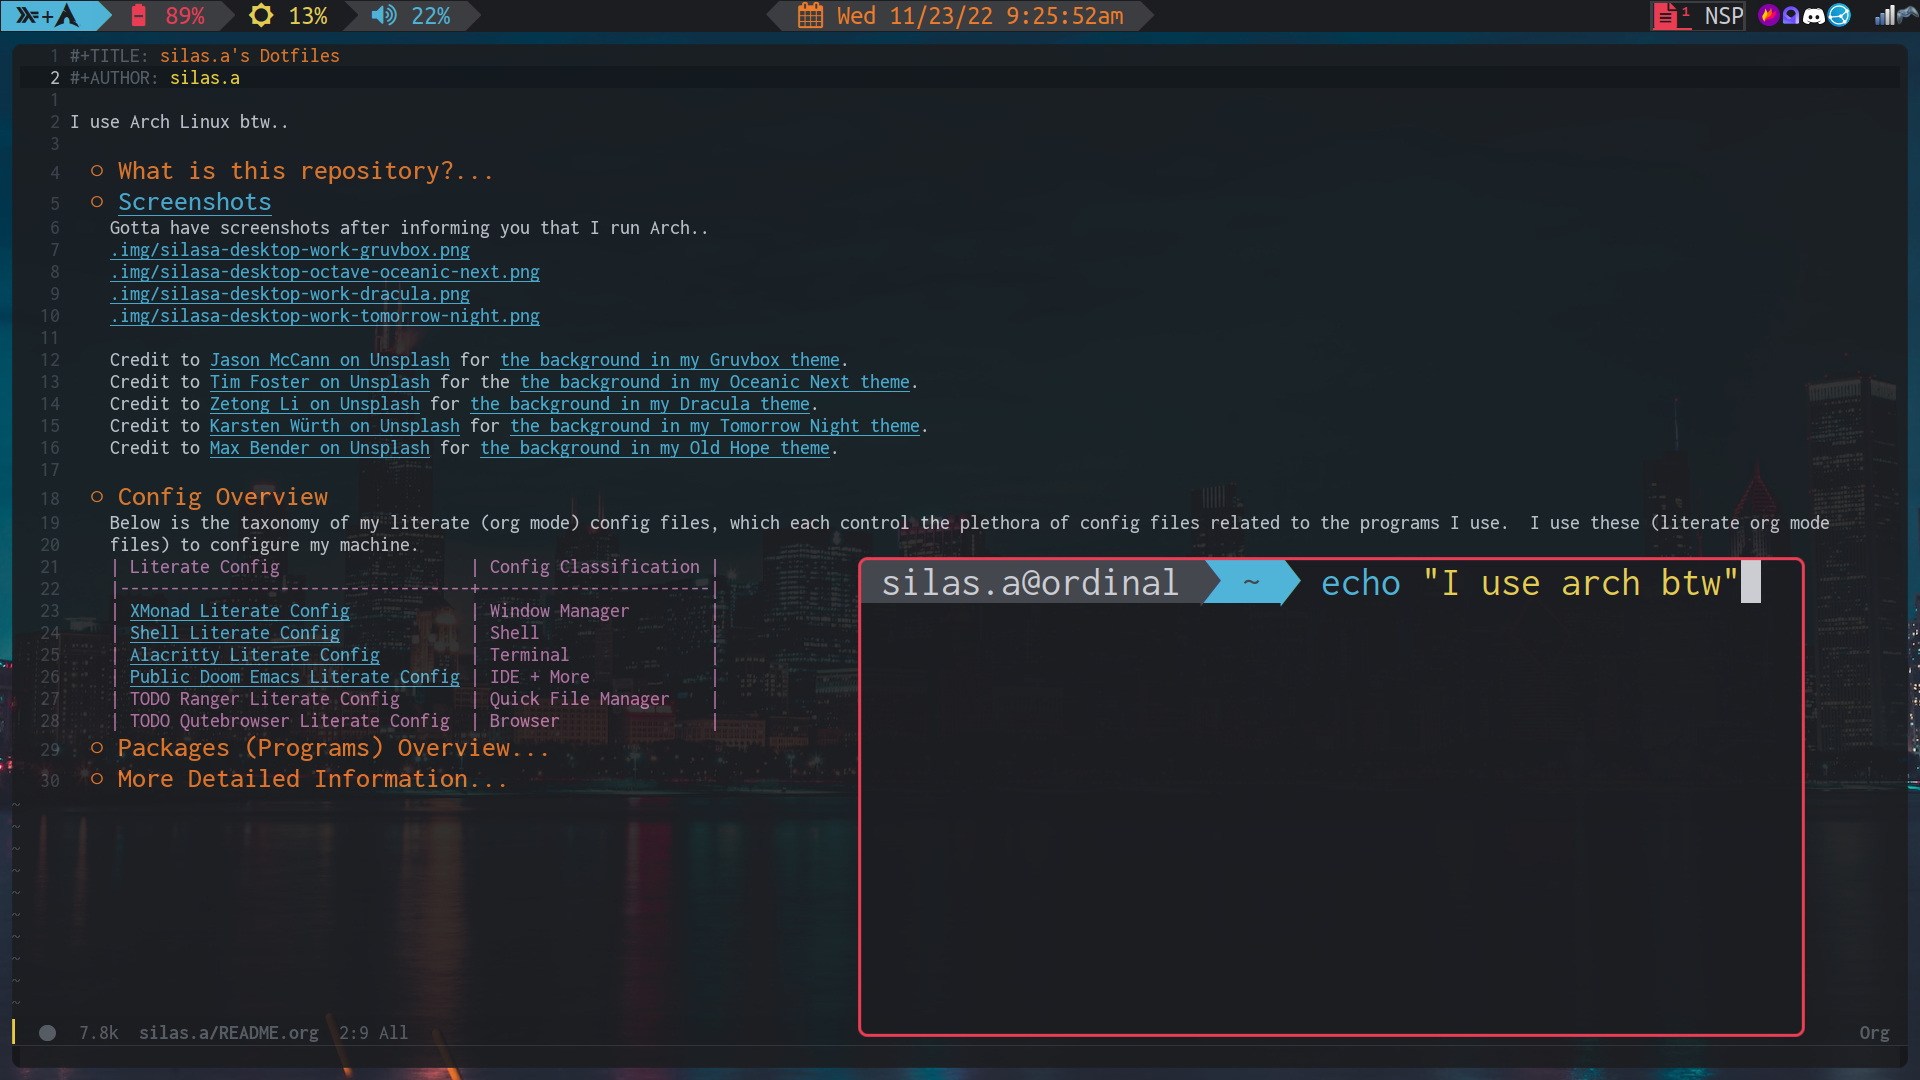 89% 13% 22% Wed 11/23/22 9:25:52am 1 NSP
1 #+TITLE: silas.a's Dotfiles
2 #+AUTHOR: silas.a
1
2 I use Arch Linux btw..
3
4 ○ What is this repository?...
5 ○ Screenshots
6 Gotta have screenshots after informing you that I run Arch..
7 .img/silasa-desktop-work-gruvbox.png
8 .img/silasa-desktop-octave-oceanic-next.png
9 .img/silasa-desktop-work-dracula.png
10 .img/silasa-desktop-work-tomorrow-night.png
11
12 Credit to Jason McCann on Unsplash for the background in my Gruvbox theme.
13 Credit to Tim Foster on Unsplash for the the background in my Oceanic Next theme.
14 Credit to Zetong Li on Unsplash for the background in my Dracula theme.
15 Credit to Karsten Würth on Unsplash for the background in my Tomorrow Night theme.
16 Credit to Max Bender on Unsplash for the background in my Old Hope theme.
17
18 ○ Config Overview
19 Below is the taxonomy of my literate (org mode) config files, which each control the plethora of config files related to the programs I use.  I use these (literate org mode
20 files) to configure my machine.
21 | Literate Config | Config Classification |
22 |-----------------------------------+-----------------------|
23 | XMonad Literate Config | Window Manager |
24 | Shell Literate Config | Shell |
25 | Alacritty Literate Config | Terminal |
26 | Public Doom Emacs Literate Config | IDE + More |
27 | TODO Ranger Literate Config | Quick File Manager |
28 | TODO Qutebrowser Literate Config | Browser |
29 ○ Packages (Programs) Overview...
30 ○ More Detailed Information...
silas.a@ordinal ~ echo "I use arch btw"
7.8k silas.a/README.org 2:9 All Org